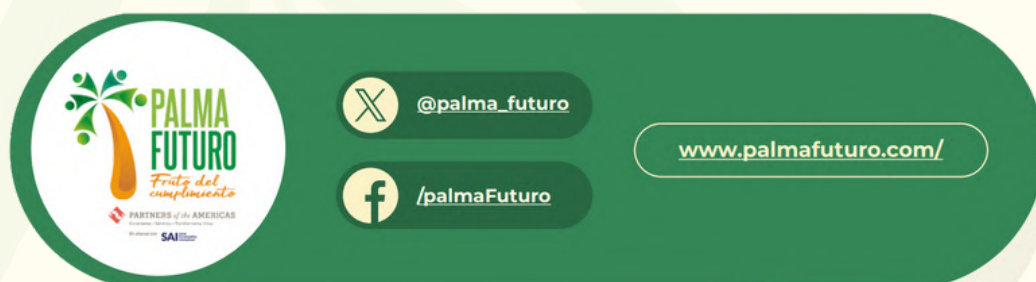 PALMA
FUTURO
Fruto del
cumplimiento
PARTNERS of the AMERICAS
SAI
@palma_futuro
/palmaFuturo
www.palmafuturo.com/